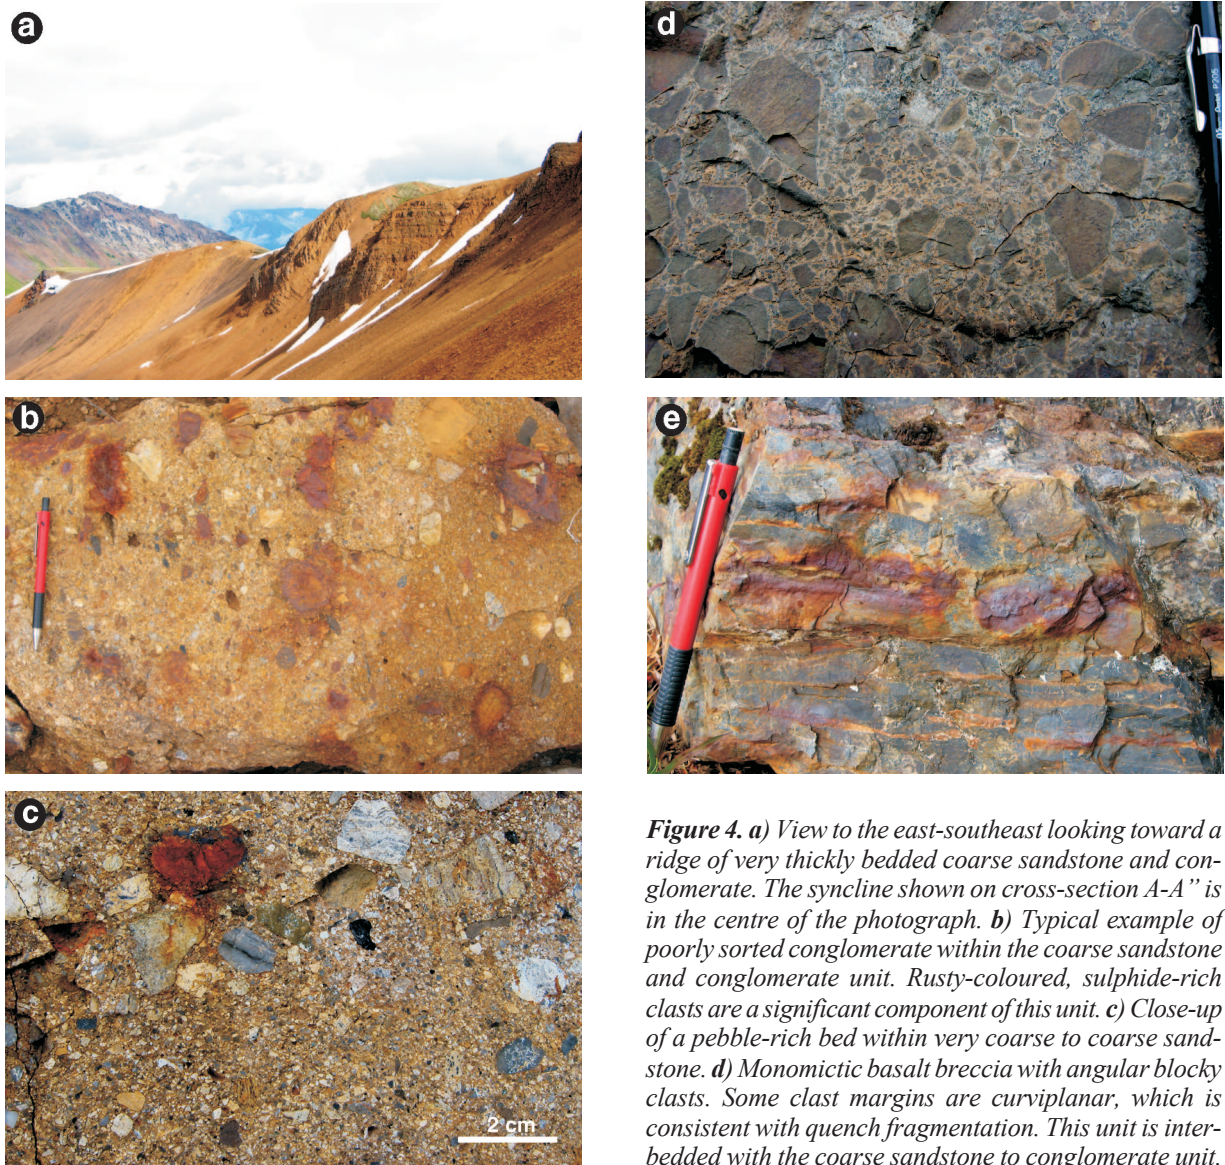 a
d
P205
b
e
c
2 cm
Figure 4. a) View to the east-southeast looking toward a
ridge of very thickly bedded coarse sandstone and con-
glomerate. The syncline shown on cross-section A-A” is
in the centre of the photograph. b) Typical example of
poorly sorted conglomerate within the coarse sandstone
and conglomerate unit. Rusty-coloured, sulphide-rich
clasts are a significant component of this unit. c) Close-up
of a pebble-rich bed within very coarse to coarse sand-
stone. d) Monomictic basalt breccia with angular blocky
clasts. Some clast margins are curviplanar, which is
consistent with quench fragmentation. This unit is inter-
bedded with the coarse sandstone to conglomerate unit.